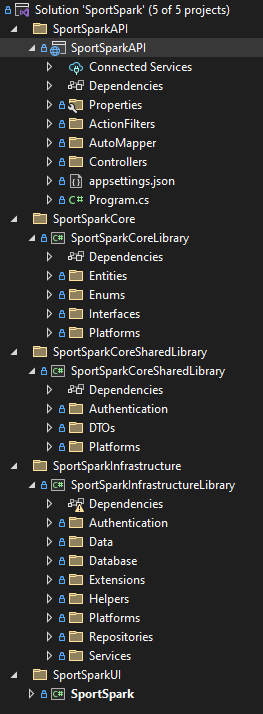 Solution 'SportSpark' (5 of 5 projects)
SportSparkAPI
SportSparkAPI
Connected Services
Dependencies
Properties
ActionFilters
AutoMapper
Controllers
appsettings.json
C# Program.cs
SportSparkCore
C# SportSparkCoreLibrary
Dependencies
Entities
Enums
Interfaces
Platforms
SportSparkCoreSharedLibrary
C# SportSparkCoreSharedLibrary
Dependencies
Authentication
DTOs
Platforms
SportSparkInfrastructure
C# SportSparkInfrastructureLibrary
Dependencies
Authentication
Data
Database
Extensions
Helpers
Platforms
Repositories
Services
SportSparkUI
C# SportSpark